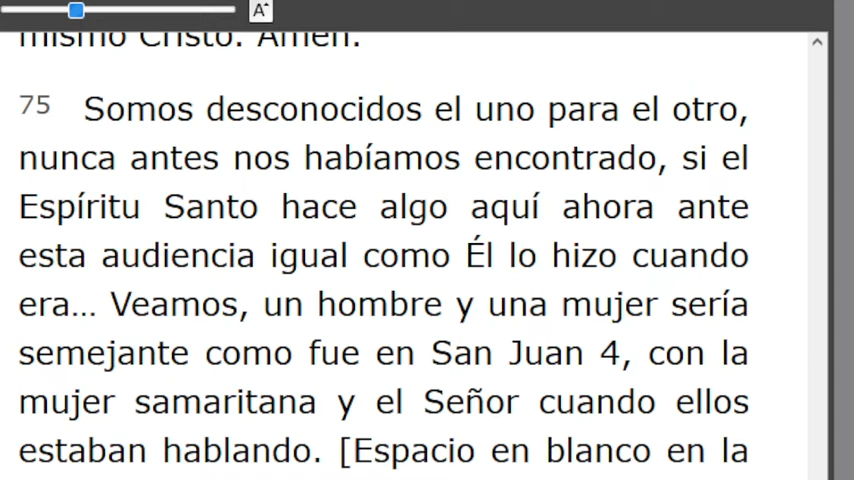 A
mismo Cristo. Amén.
75 Somos desconocidos el uno para el otro,
nunca antes nos habíamos encontrado, si el
Espíritu Santo hace algo aquí ahora ante
esta audiencia igual como Él lo hizo cuando
era... Veamos, un hombre y una mujer sería
semejante como fue en San Juan 4, con la
mujer samaritana y el Señor cuando ellos
estaban hablando. [Espacio en blanco en la